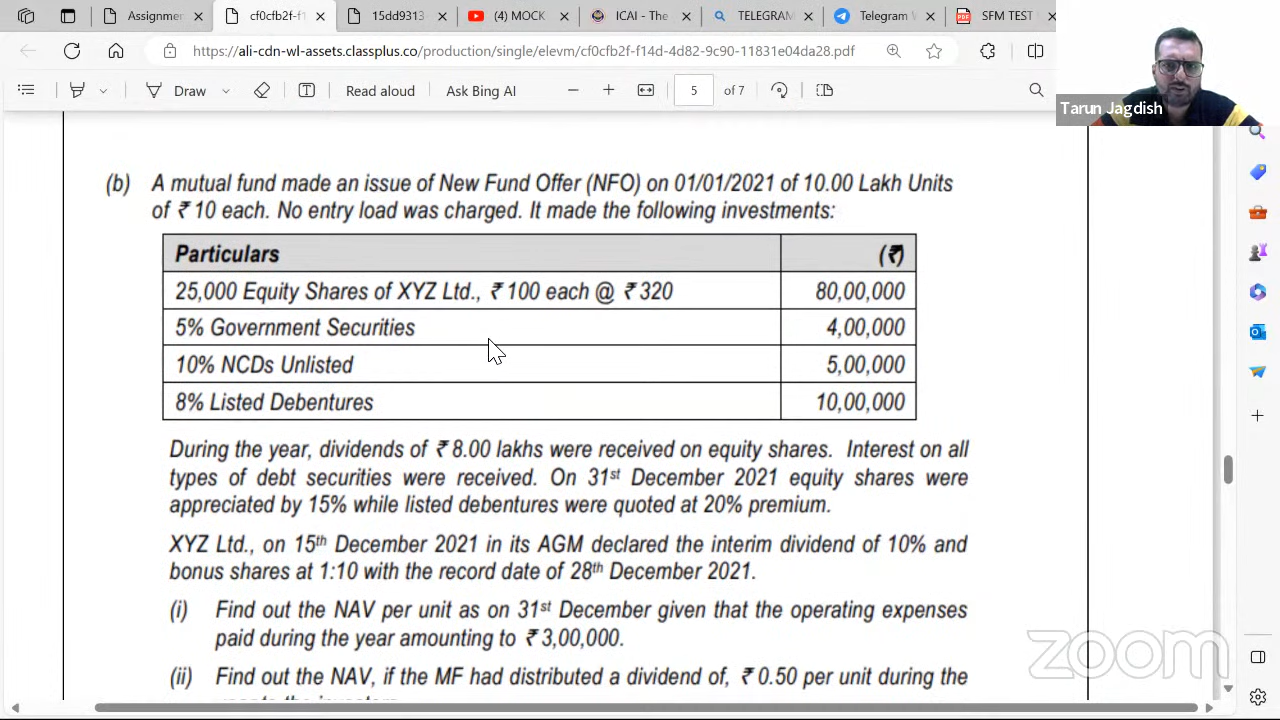 Assignmen
cf0cfb2f-f1
15dd9313
(4) MOCK
ICAI - The
TELEGRAM
Telegram W
SFM TEST
https://ali-cdn-wl-assets.classplus.co/production/single/elevm/cf0cfb2f-f14d-4d82-9c90-11831e04da28.pdf
Draw
Read aloud
Ask Bing AI
5 of 7
Tarun Jagdish
(b) A mutual fund made an issue of New Fund Offer (NFO) on 01/01/2021 of 10.00 Lakh Units
of ₹ 10 each. No entry load was charged. It made the following investments:
Particulars (₹)
25,000 Equity Shares of XYZ Ltd., ₹ 100 each @ ₹ 320 80,00,000
5% Government Securities 4,00,000
10% NCDs Unlisted 5,00,000
8% Listed Debentures 10,00,000
During the year, dividends of ₹ 8.00 lakhs were received on equity shares. Interest on all
types of debt securities were received. On 31st December 2021 equity shares were
appreciated by 15% while listed debentures were quoted at 20% premium.
XYZ Ltd., on 15th December 2021 in its AGM declared the interim dividend of 10% and
bonus shares at 1:10 with the record date of 28th December 2021.
(i) Find out the NAV per unit as on 31st December given that the operating expenses
paid during the year amounting to ₹ 3,00,000.
(ii) Find out the NAV, if the MF had distributed a dividend of, ₹ 0.50 per unit during the
zoom